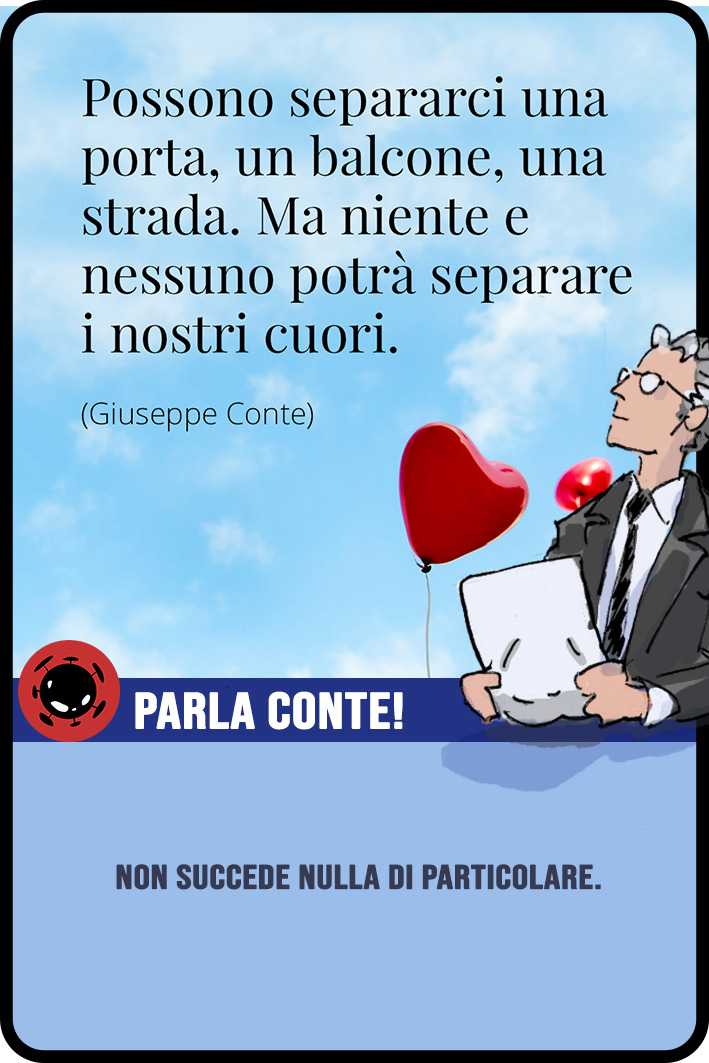 Possono separarci una
porta, un balcone, una
strada. Ma niente e
nessuno potrà separare
i nostri cuori.
(Giuseppe Conte)
PARLA CONTE!
NON SUCCEDE NULLA DI PARTICOLARE.